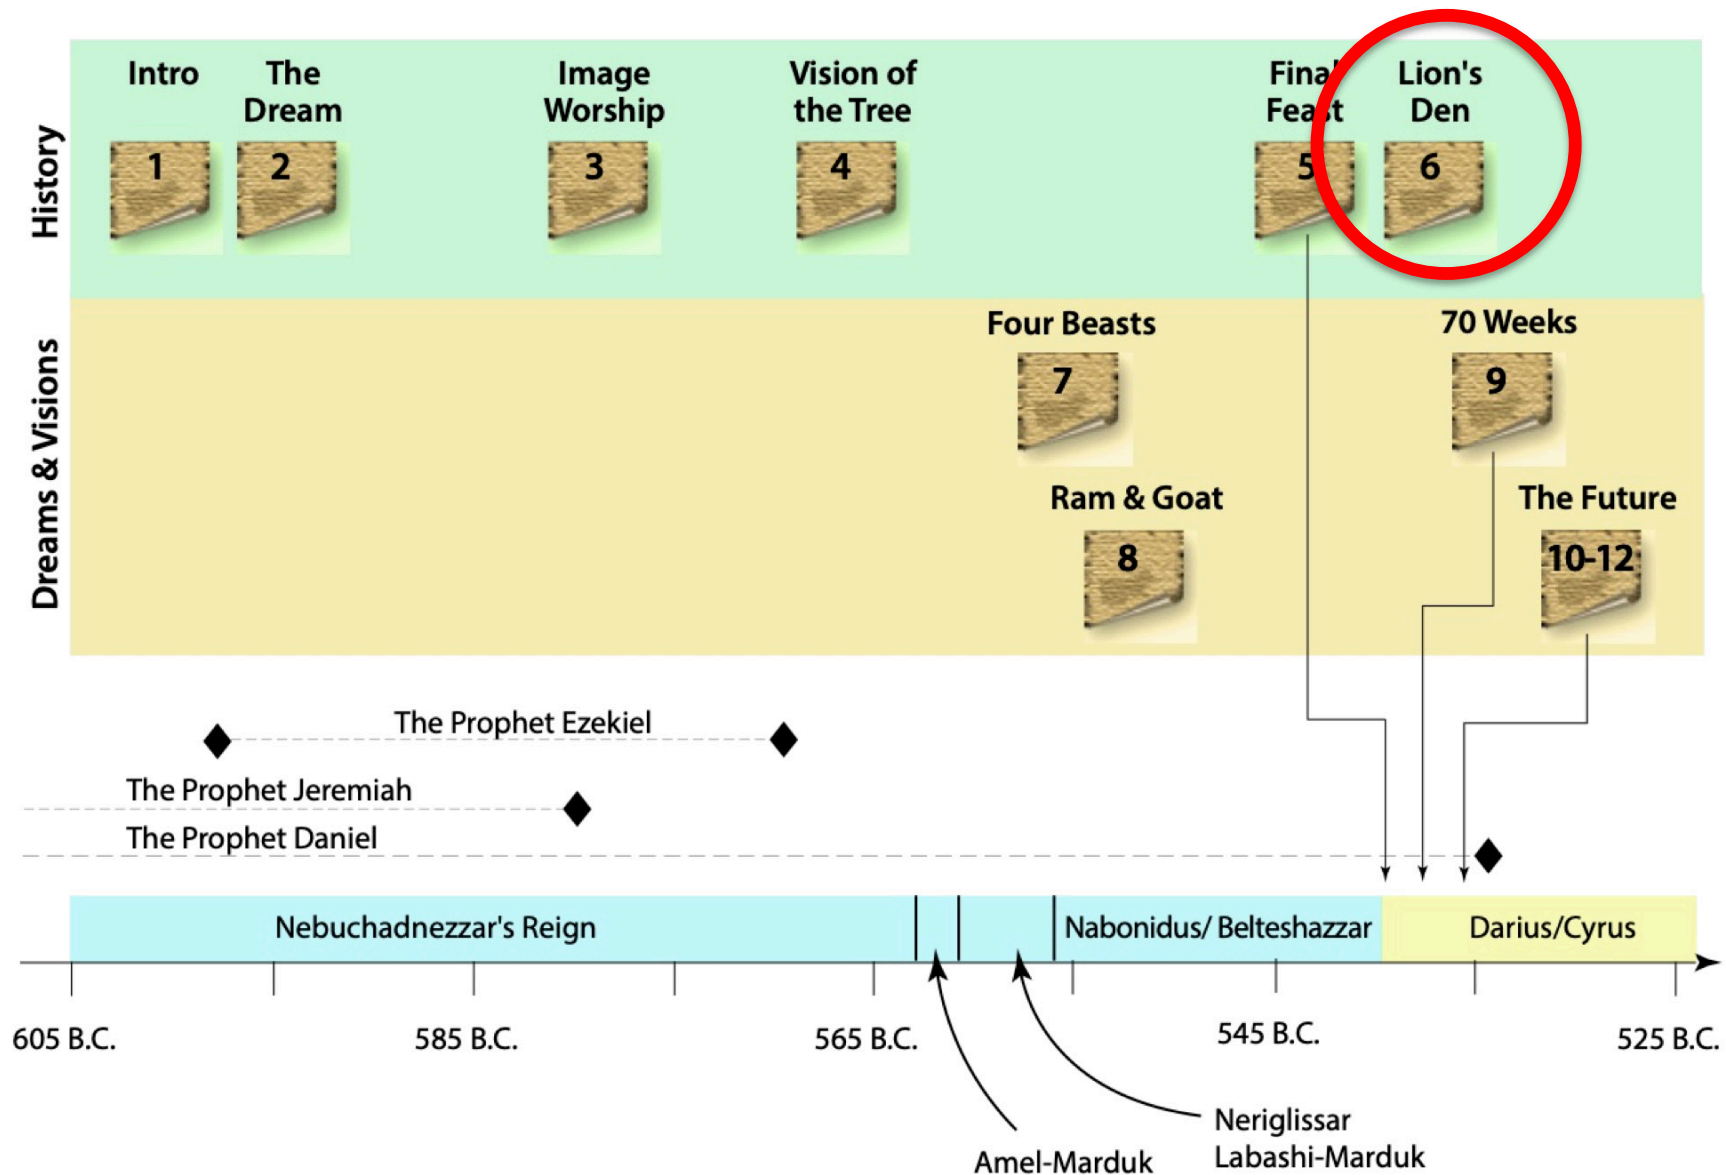 History
Intro
The
Dream
Image
Worship
Vision of
the Tree
Final
Feast
Lion's
Den
1
2
3
4
5
6
Dreams & Visions
Four Beasts
70 Weeks
7
9
Ram & Goat
The Future
8
10-12
The Prophet Ezekiel
The Prophet Jeremiah
The Prophet Daniel
Nebuchadnezzar's Reign
Nabonidus/ Belteshazzar
Darius/Cyrus
605 B.C.
585 B.C.
565 B.C.
545 B.C.
525 B.C.
Amel-Marduk
Neriglissar
Labashi-Marduk